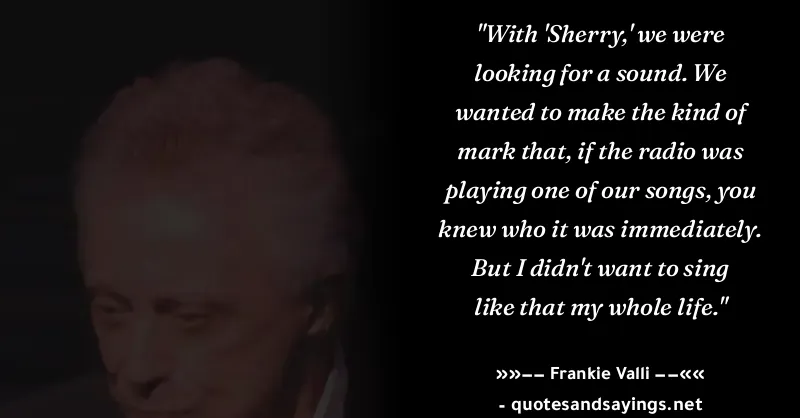 "With 'Sherry,' we were
looking for a sound. We
wanted to make the kind of
mark that, if the radio was
playing one of our songs, you
knew who it was immediately.
But I didn't want to sing
like that my whole life."
»»–– Frankie Valli ––««
- quotesandsayings.net